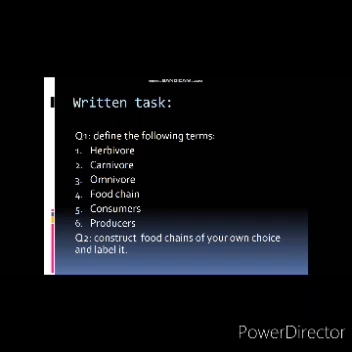 Written task:
Q1: define the following terms:
1. Herbivore
2. Carnivore
3. Omnivore
4. Food chain
5. Consumers
6. Producers
Q2: construct food chains of your own choice
and label it.
PowerDirector